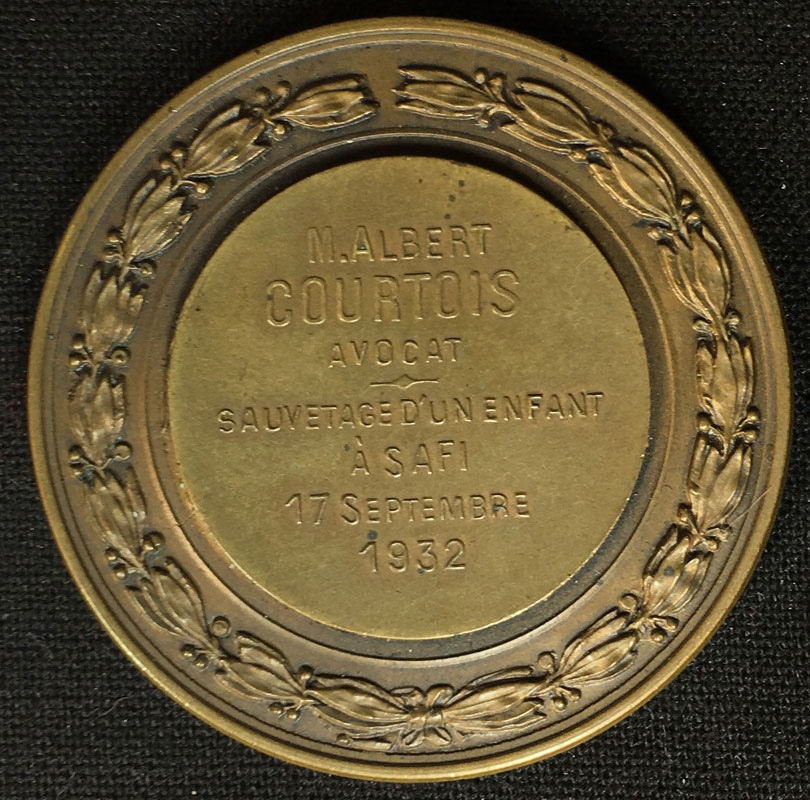 M. ALBERT
COURTOIS
AVOCAT
SAUVETAGE D'UN ENFANT
À SAFI
17 SEPTEMBRE
1932